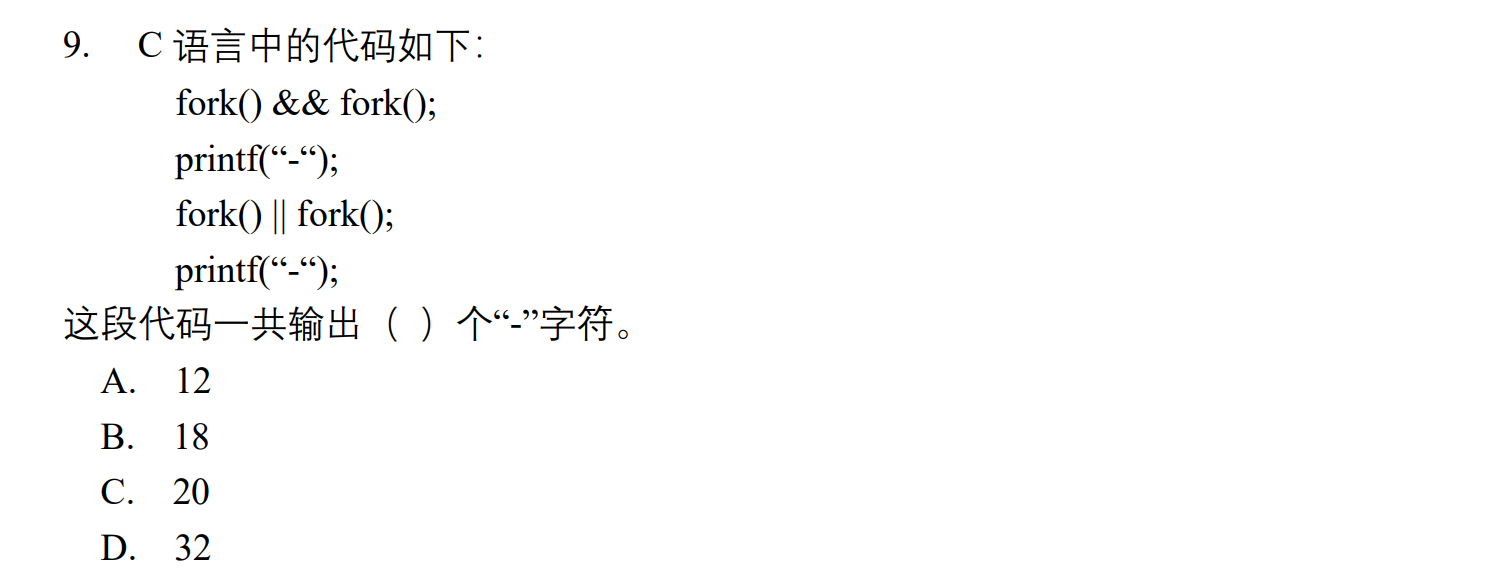 9. C 语言中的代码如下：
fork() && fork();
printf(“-“);
fork() || fork();
printf(“-“);
这段代码一共输出（ ）个“-”字符。
A. 12
B. 18
C. 20
D. 32